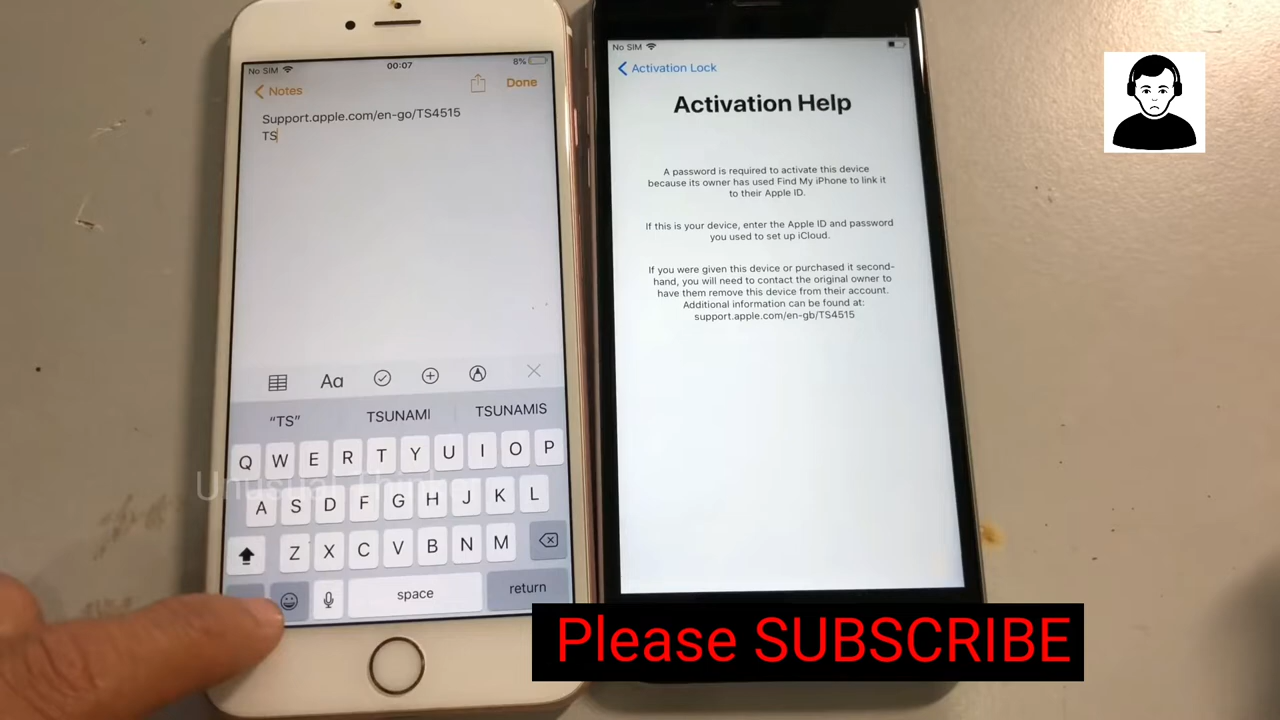 No SIM
00:07
8%
Notes
Done
Support.apple.com/en-go/TS4515
TS
Aa
"TS" TSUNAMI TSUNAMIS
Q W E R T Y U I O P
A S D F G H J K L
Z X C V B N M
space return
No SIM
Activation Lock
Activation Help
A password is required to activate this device
because its owner has used Find My iPhone to link it
to their Apple ID.
If this is your device, enter the Apple ID and password
you used to set up iCloud.
If you were given this device or purchased it second-
hand, you will need to contact the original owner to
have them remove this device from their account.
Additional information can be found at:
support.apple.com/en-gb/TS4515
Unusual Thinker
Please SUBSCRIBE